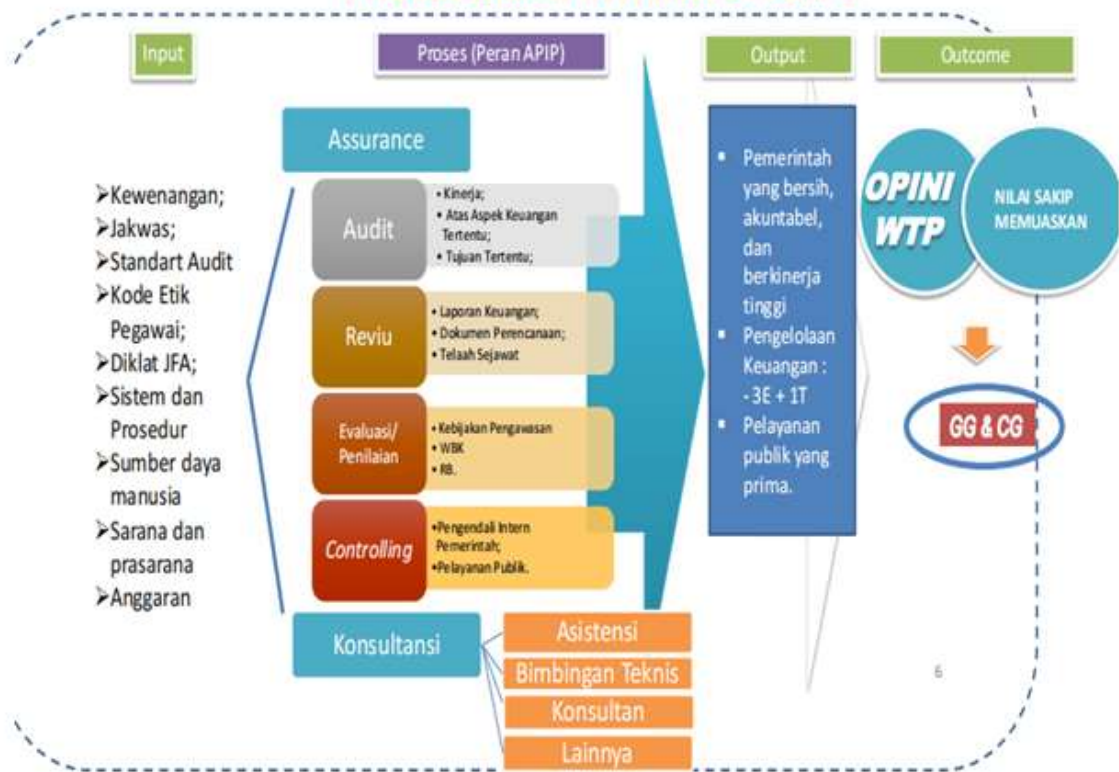 Input
Proses (Peran APIP)
Output
Outcome
➤Kewenangan;
➤Jakwas;
➤Standart Audit
➤Kode Etik
Pegawai;
➤Diklat JFA;
➤Sistem dan
Prosedur
➤Sumber daya
manusia
➤Sarana dan
prasarana
➤Anggaran
Assurance
Audit
• Kinerja;
• Atas Aspek Keuangan
Tertentu;
• Tujuan Tertentu;
Reviu
• Laporan Keuangan;
• Dokumen Perencanaan;
• Telaah Sejawat
Evaluasi/
Penilaian
• Kebijakan Pengawasan
• WBK
• RB.
Controlling
•Pengendali Intern
Pemerintah;
•Pelayanan Publik.
Konsultansi
Asistensi
Bimbingan Teknis
Konsultan
Lainnya
▪ Pemerintah
yang bersih,
akuntabel,
dan
berkinerja
tinggi
▪ Pengelolaan
Keuangan :
- 3E + 1T
▪ Pelayanan
publik yang
prima.
OPINI
WTP
NILAI SAKIP
MEMUASKAN
GG & CG
6